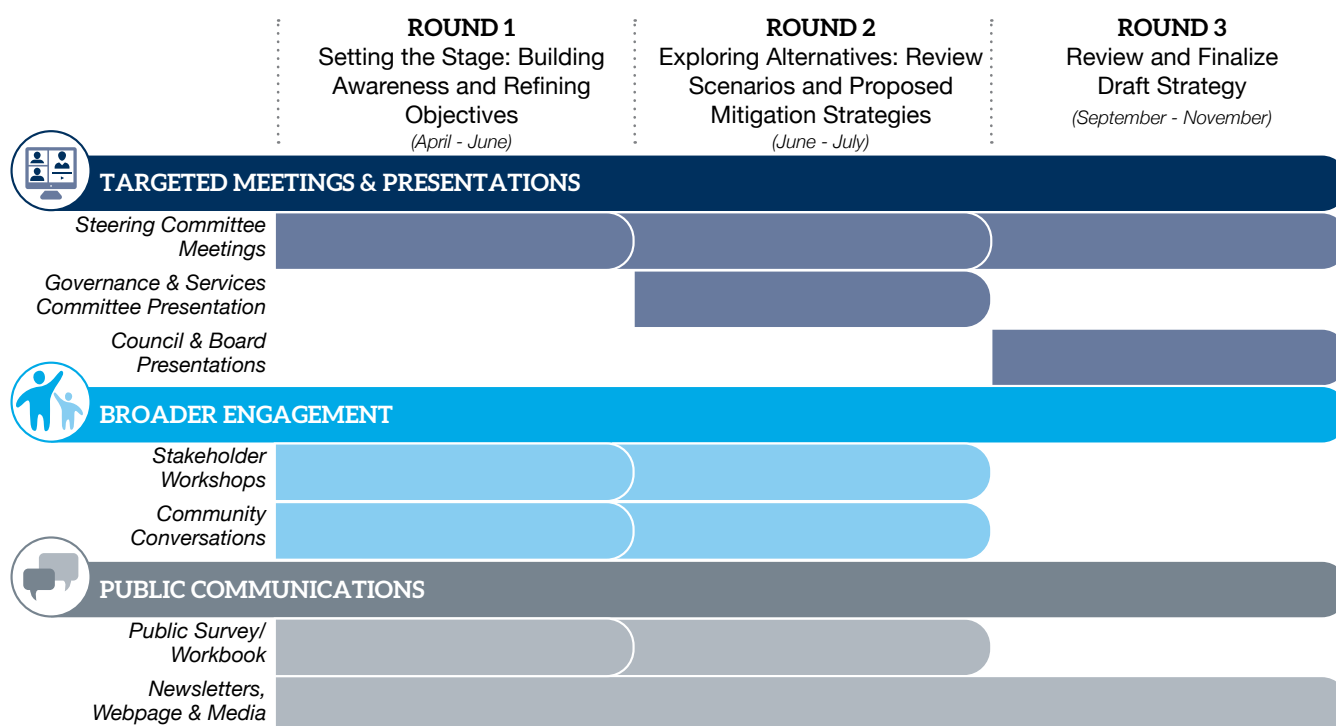 ROUND 1
Setting the Stage: Building
Awareness and Refining
Objectives
(April - June)
ROUND 2
Exploring Alternatives: Review
Scenarios and Proposed
Mitigation Strategies
(June - July)
ROUND 3
Review and Finalize
Draft Strategy
(September - November)
TARGETED MEETINGS & PRESENTATIONS
Steering Committee
Meetings
Governance & Services
Committee Presentation
Council & Board
Presentations
BROADER ENGAGEMENT
Stakeholder
Workshops
Community
Conversations
PUBLIC COMMUNICATIONS
Public Survey/
Workbook
Newsletters,
Webpage & Media